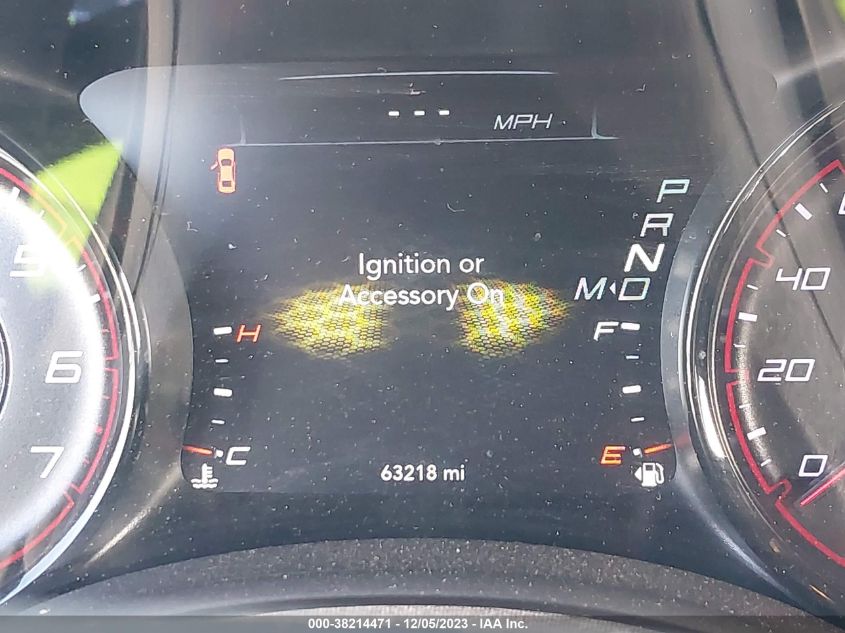 --- MPH
P
R
N
M D
Ignition or
Accessory On
5
6
7
H
C
F
E
63218 mi
40
20
0
000-38214471 - 12/05/2023 - IAAI Inc.